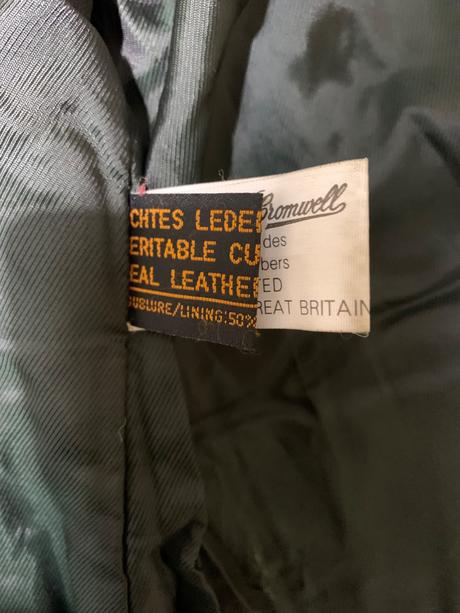 CHTES LEDER
ERITABLE CU
EAL LEATHE
OUBLURE/LINING:50%
Cromwell
des
bers
ED
REAT BRITAIN